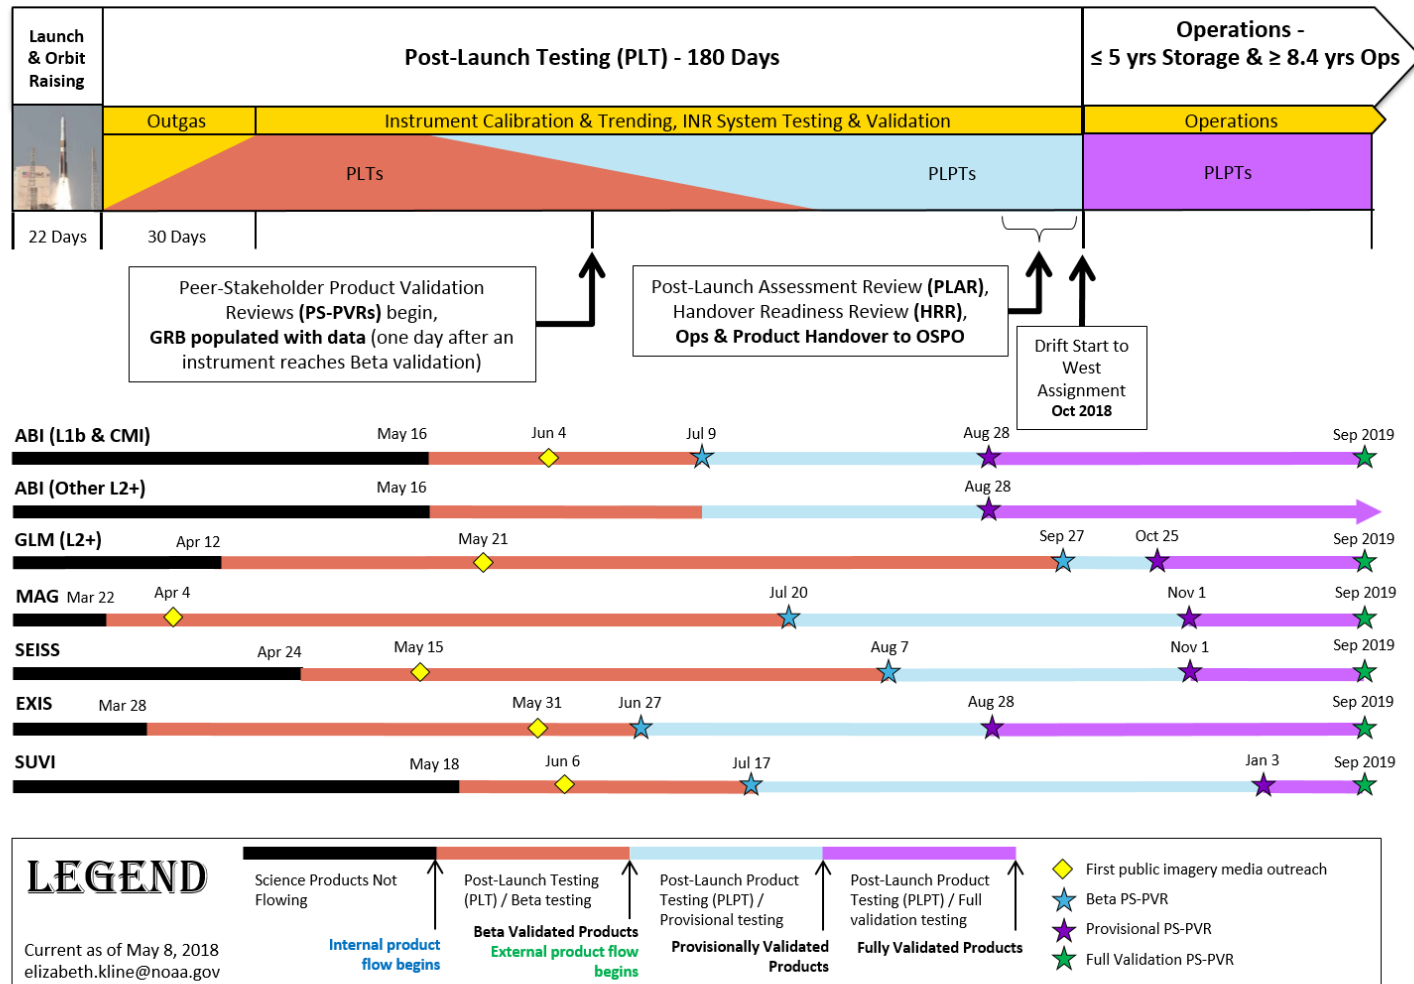 Launch
& Orbit
Raising
Post-Launch Testing (PLT) - 180 Days
Operations -
≤ 5 yrs Storage & ≥ 8.4 yrs Ops
Outgas
Instrument Calibration & Trending, INR System Testing & Validation
Operations
PLTs
PLPTs
PLPTs
22 Days
30 Days
Peer-Stakeholder Product Validation
Reviews (PS-PVRs) begin,
GRB populated with data (one day after an
instrument reaches Beta validation)
Post-Launch Assessment Review (PLAR),
Handover Readiness Review (HRR),
Ops & Product Handover to OSPO
Drift Start to
West
Assignment
Oct 2018
ABI (L1b & CMI)
May 16
Jun 4
Jul 9
Aug 28
Sep 2019
ABI (Other L2+)
May 16
Aug 28
GLM (L2+)
Apr 12
May 21
Sep 27
Oct 25
Sep 2019
MAG
Mar 22
Apr 4
Jul 20
Nov 1
Sep 2019
SEISS
Apr 24
May 15
Aug 7
Nov 1
Sep 2019
EXIS
Mar 28
May 31
Jun 27
Aug 28
Sep 2019
SUVI
May 18
Jun 6
Jul 17
Jan 3
Sep 2019
LEGEND
Current as of May 8, 2018
elizabeth.kline@noaa.gov
Science Products Not
Flowing
Internal product
flow begins
Post-Launch Testing
(PLT) / Beta testing
Beta Validated Products
External product flow
begins
Post-Launch Product
Testing (PLPT) /
Provisional testing
Provisionally Validated
Products
Post-Launch Product
Testing (PLPT) / Full
validation testing
Fully Validated Products
First public imagery media outreach
Beta PS-PVR
Provisional PS-PVR
Full Validation PS-PVR